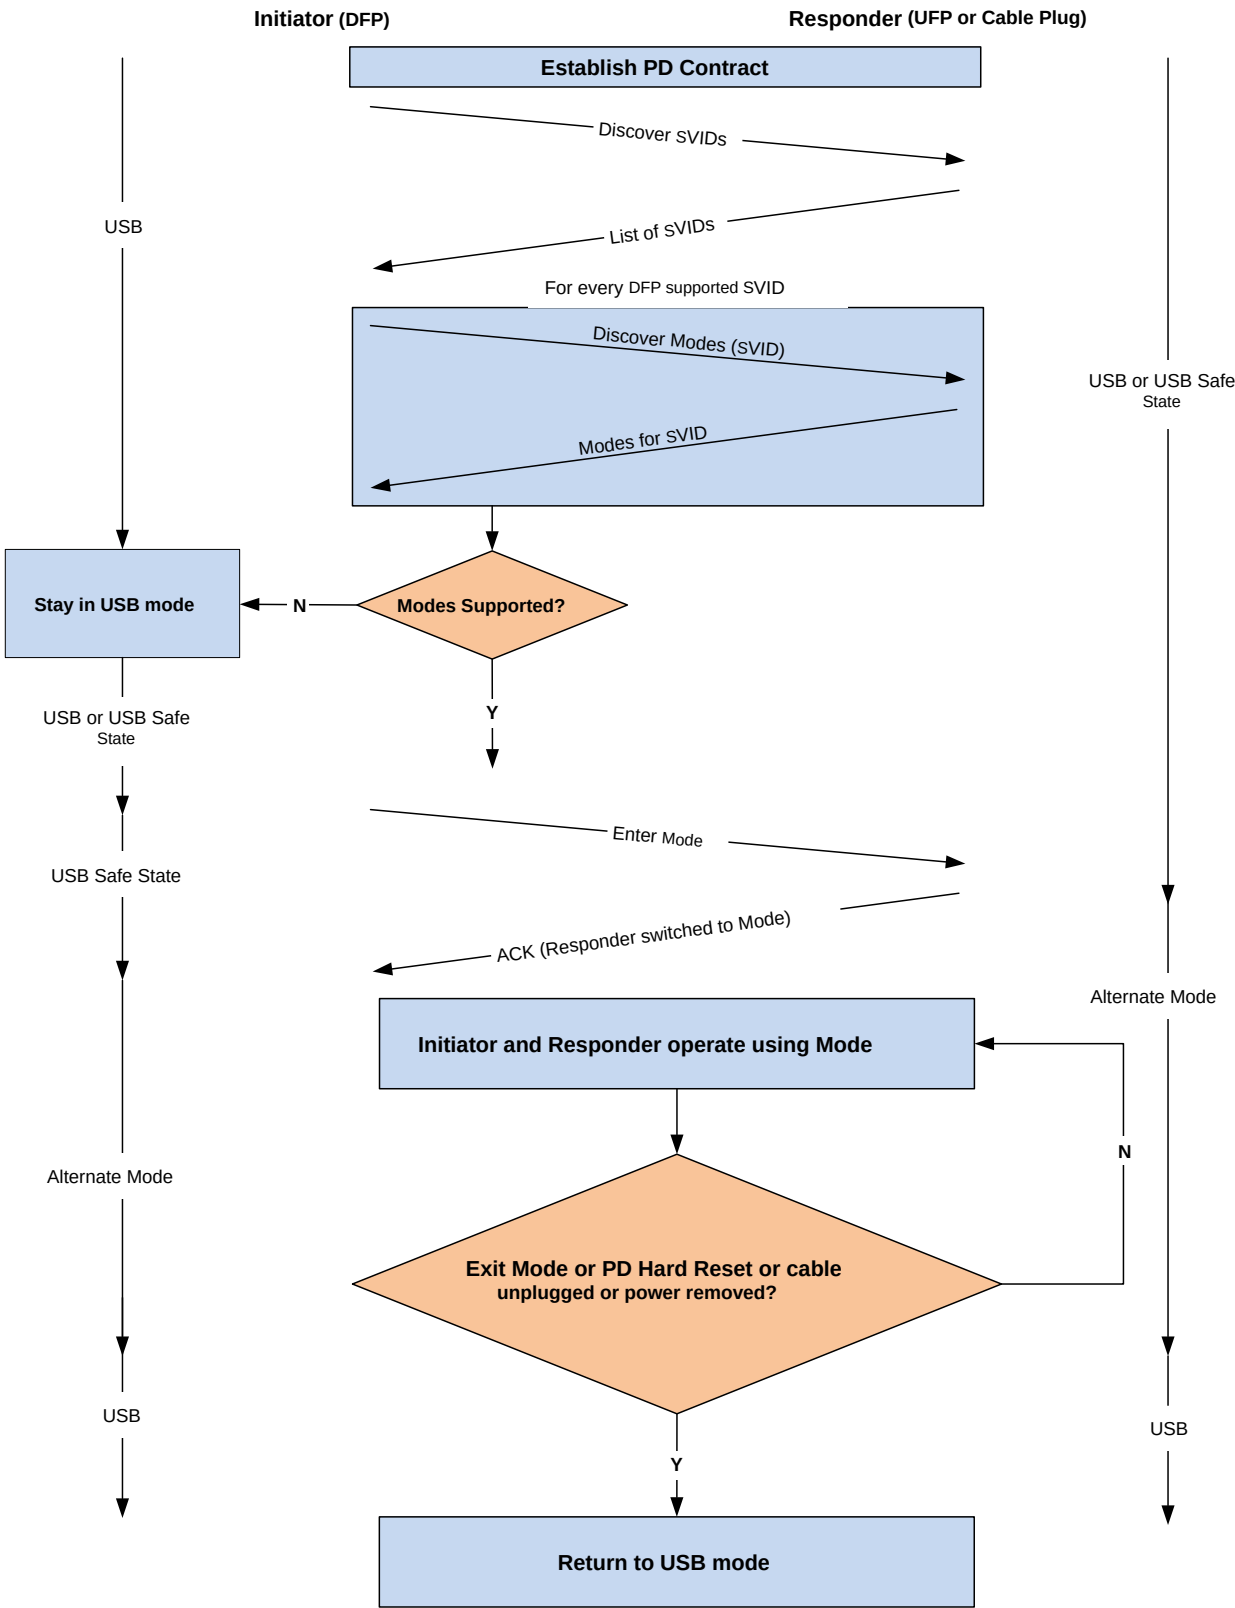 Initiator (DFP)
Responder (UFP or Cable Plug)
Establish PD Contract
Discover SVIDs
USB
List of SVIDs
For every DFP supported SVID
Discover Modes (SVID)
USB or USB Safe
State
Modes for SVID
Stay in USB mode
N
Modes Supported?
USB or USB Safe
State
Y
Enter Mode
USB Safe State
ACK (Responder switched to Mode)
Alternate Mode
Initiator and Responder operate using Mode
N
Alternate Mode
Exit Mode or PD Hard Reset or cable
unplugged or power removed?
USB
USB
Y
Return to USB mode